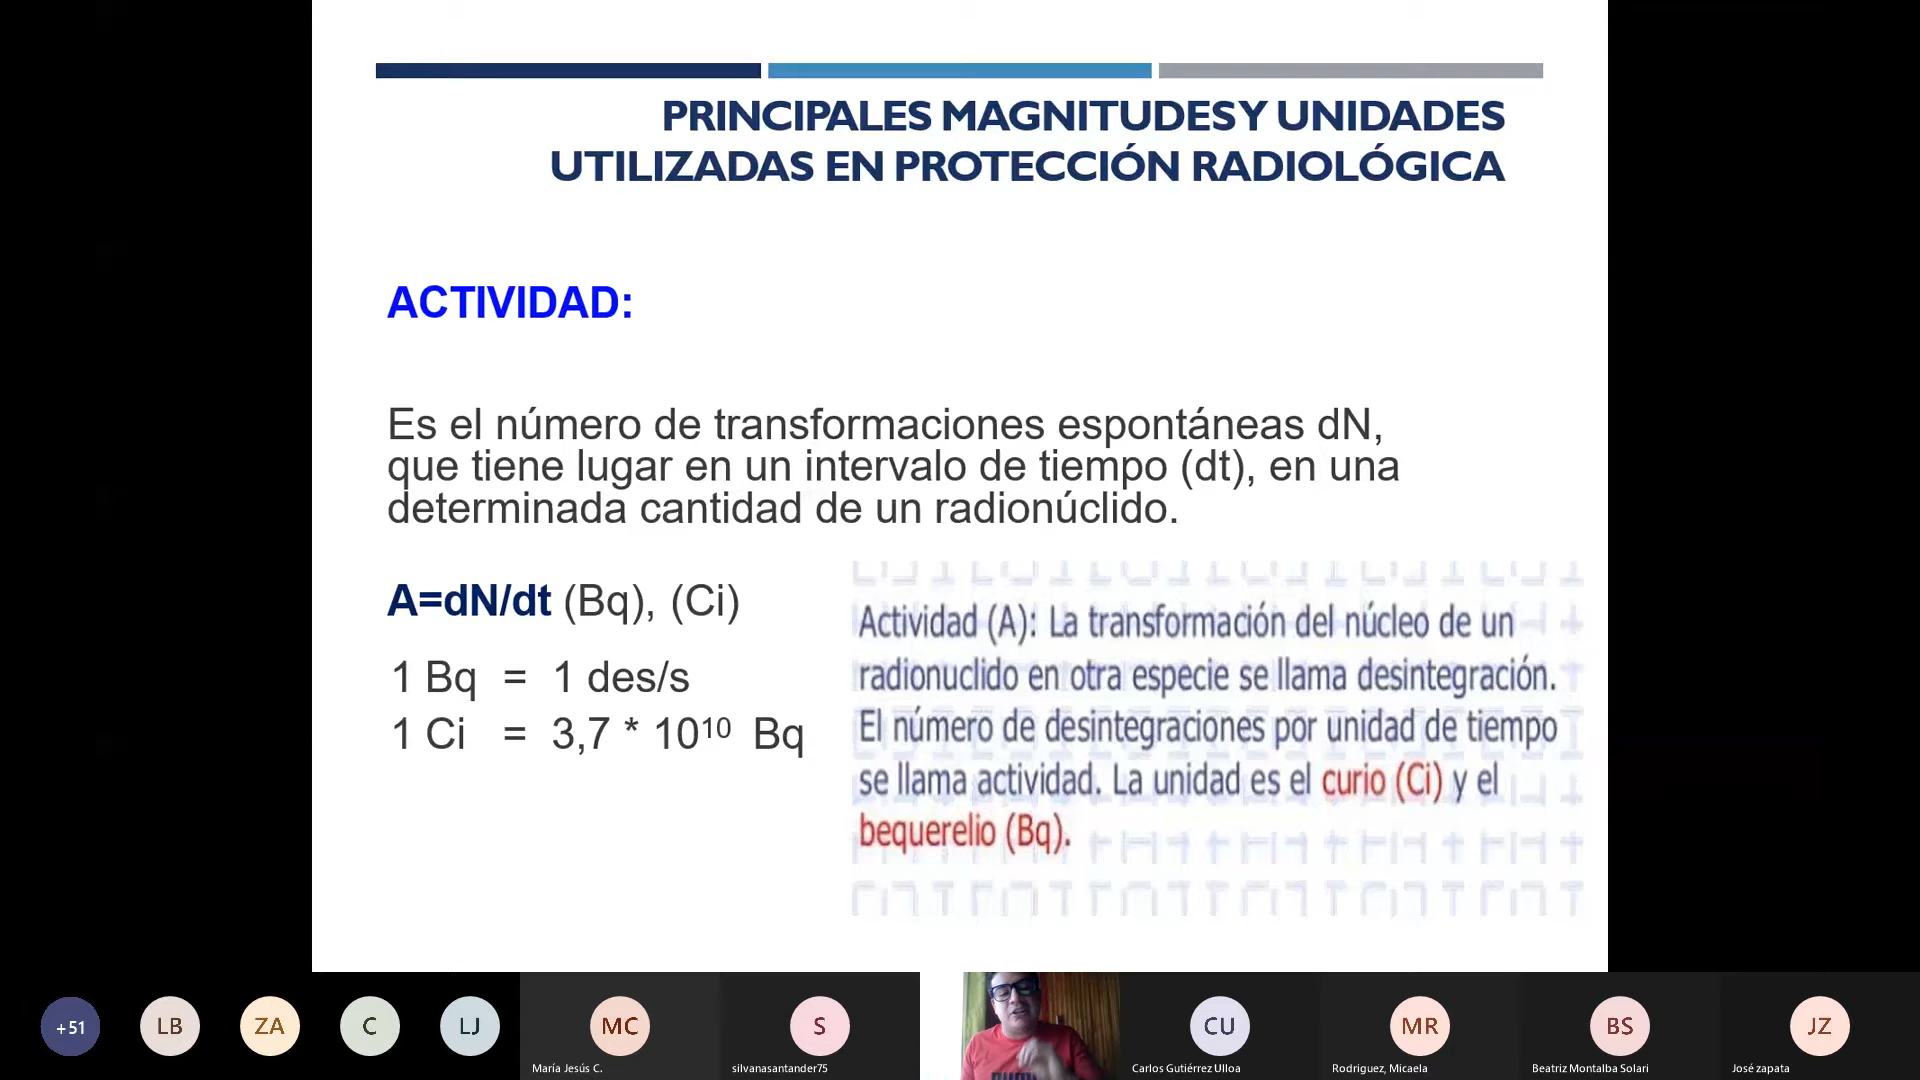 PRINCIPALES MAGNITUDES Y UNIDADES
UTILIZADAS EN PROTECCIÓN RADIOLÓGICA
ACTIVIDAD:
Es el número de transformaciones espontáneas dN,
que tiene lugar en un intervalo de tiempo (dt), en una
determinada cantidad de un radionúclido.
A=dN/dt (Bq), (Ci)
1 Bq = 1 des/s
1 Ci = 3,7 * 10¹⁰ Bq
Actividad (A): La transformación del núcleo de un
radionuclido en otra especie se llama desintegración.
El número de desintegraciones por unidad de tiempo
se llama actividad. La unidad es el curio (Ci) y el
bequerelio (Bq).
+51
LB
ZA
C
LJ
MC
María Jesús C.
S
silvanasantander75
CU
Carlos Gutiérrez Ulloa
MR
Rodriguez, Micaela
BS
Beatriz Montalba Solari
JZ
José zapata